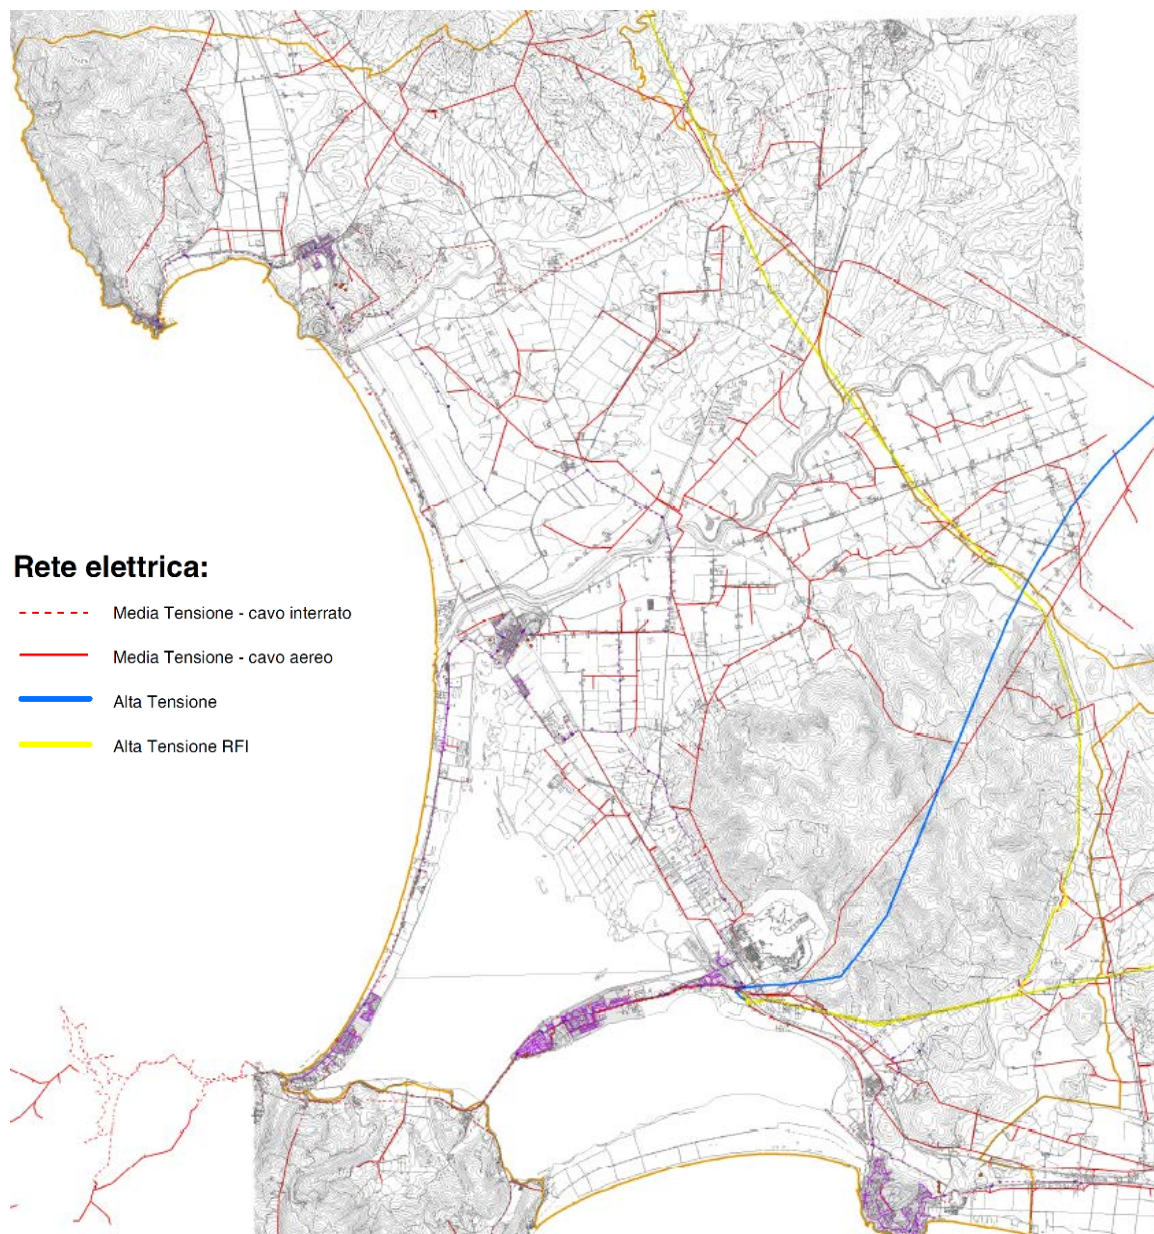 Rete elettrica:
Media Tensione - cavo interrato
Media Tensione - cavo aereo
Alta Tensione
Alta Tensione RFI